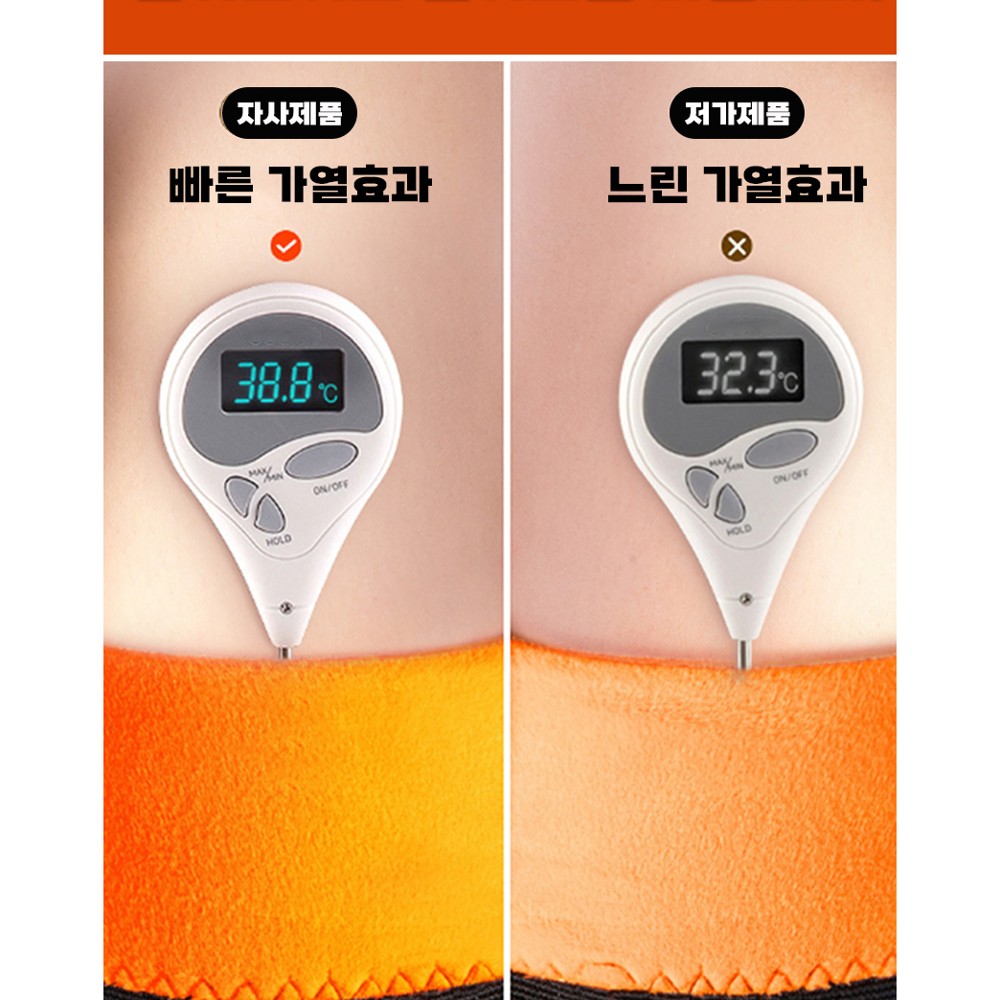 자사제품
빠른 가열효과
38.8℃
MAX/MIN
ON/OFF
HOLD
저가제품
느린 가열효과
32.3℃
MAX/MIN
ON/OFF
HOLD